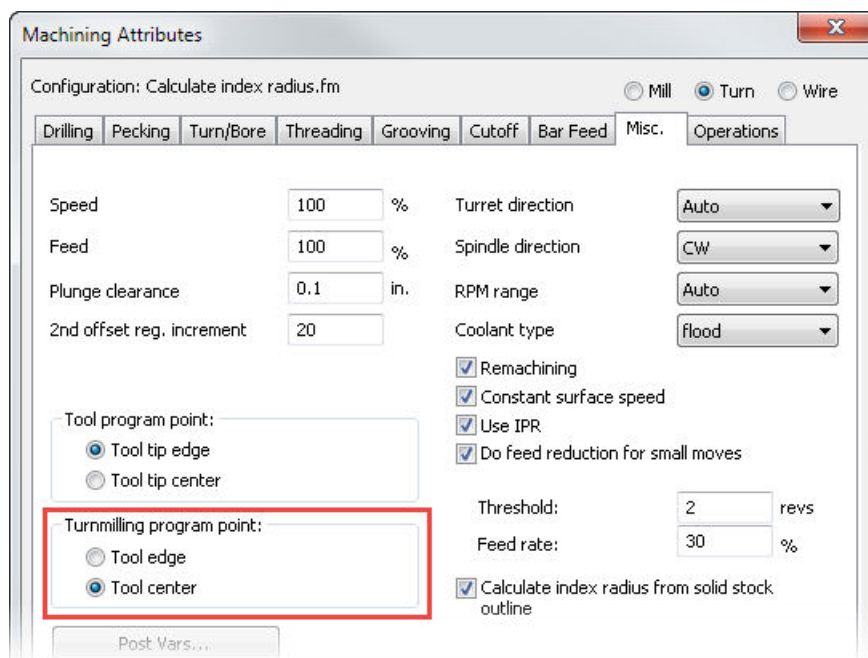 Machining Attributes
Configuration: Calculate index radius.fm
Mill Turn Wire
Drilling Pecking Turn/Bore Threading Grooving Cutoff Bar Feed Misc. Operations
Speed 100 %
Feed 100 %
Plunge clearance 0.1 in.
2nd offset reg. increment 20
Tool program point:
Tool tip edge
Tool tip center
Turnmilling program point:
Tool edge
Tool center
Post Vars...
Turret direction Auto
Spindle direction CW
RPM range Auto
Coolant type flood
Remachining
Constant surface speed
Use IPR
Do feed reduction for small moves
Threshold: 2 revs
Feed rate: 30 %
Calculate index radius from solid stock
outline